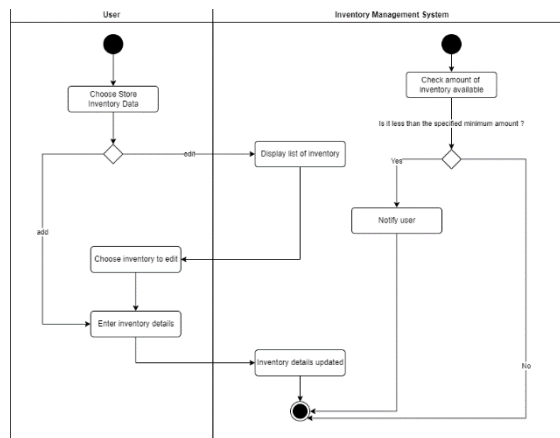 User
Inventory Management System
Choose Store
Inventory Data
Check amount of
inventory available
Is it less than the specified minimum amount ?
edit
Display list of inventory
Yes
Notify user
add
Choose inventory to edit
Enter inventory details
Inventory details updated
No